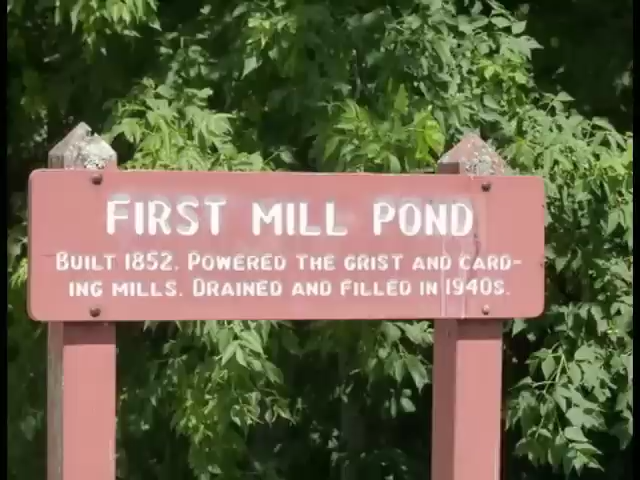 FIRST MILL POND
BUILT 1852. POWERED THE GRIST AND CARD-
ING MILLS. DRAINED AND FILLED IN 1940S.